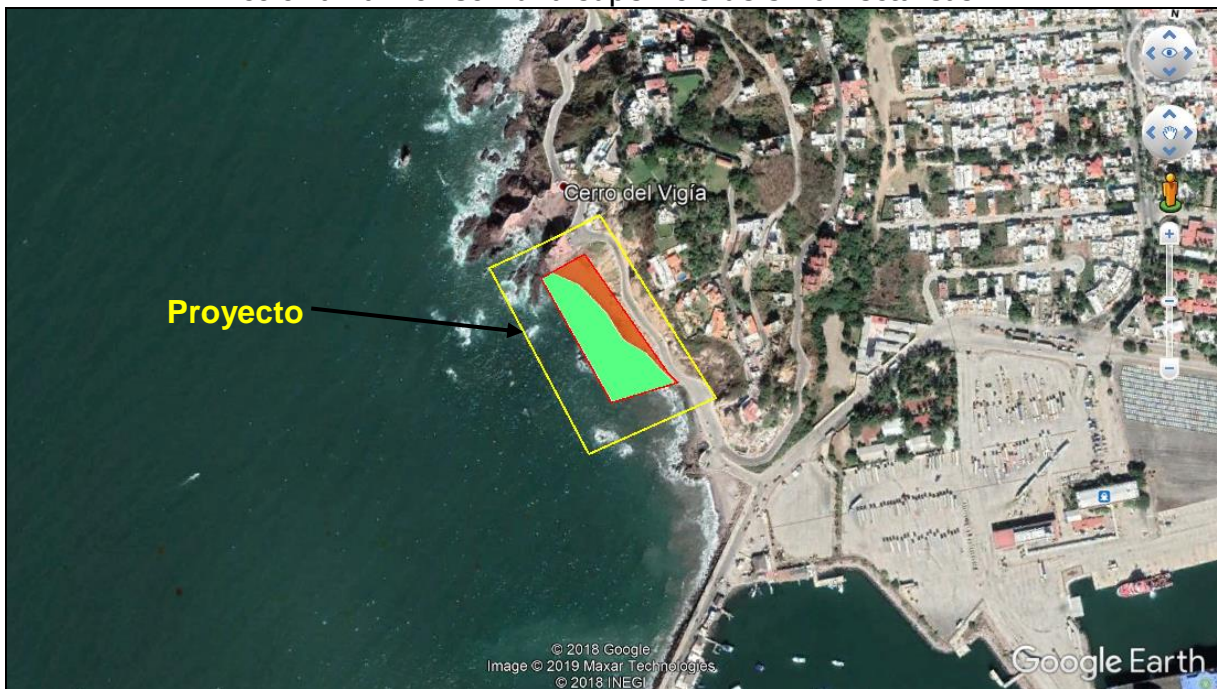 N
Cerro del Vigía
Proyecto
© 2018 Google
Image © 2019 Maxar Technologies
© 2018 INEGI
Google Earth